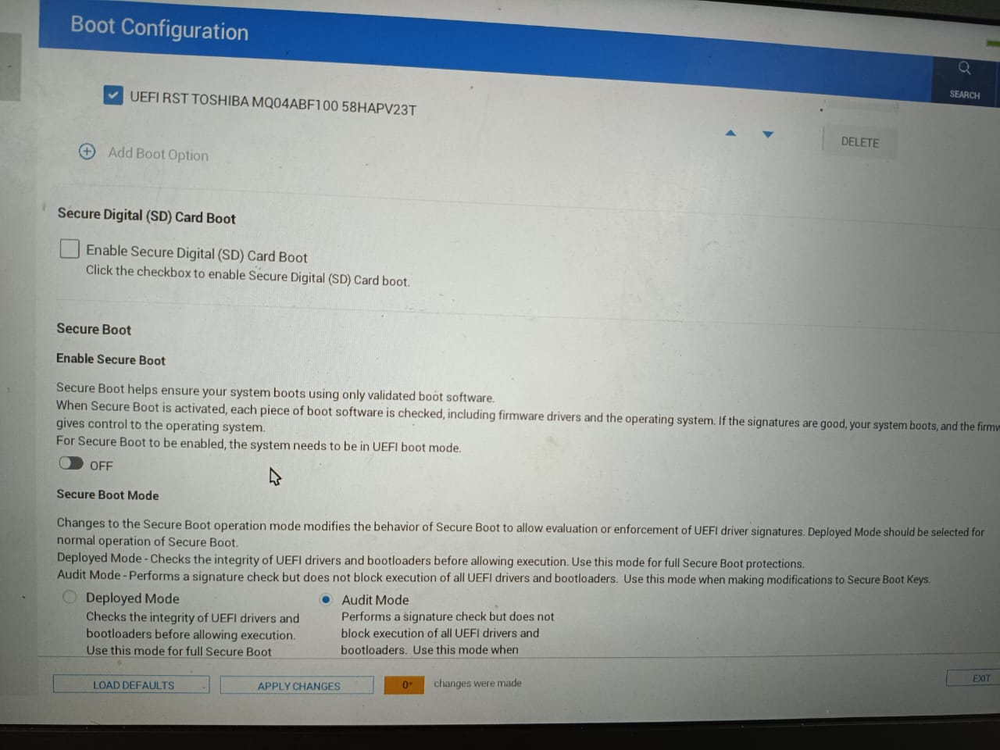 Boot Configuration
SEARCH
UEFI RST TOSHIBA MQ04ABF100 58HAPV23T
DELETE
Add Boot Option
Secure Digital (SD) Card Boot
Enable Secure Digital (SD) Card Boot
Click the checkbox to enable Secure Digital (SD) Card boot.
Secure Boot
Enable Secure Boot
Secure Boot helps ensure your system boots using only validated boot software.
When Secure Boot is activated, each piece of boot software is checked, including firmware drivers and the operating system. If the signatures are good, your system boots, and the firmw
gives control to the operating system.
For Secure Boot to be enabled, the system needs to be in UEFI boot mode.
OFF
Secure Boot Mode
Changes to the Secure Boot operation mode modifies the behavior of Secure Boot to allow evaluation or enforcement of UEFI driver signatures. Deployed Mode should be selected for
normal operation of Secure Boot.
Deployed Mode - Checks the integrity of UEFI drivers and bootloaders before allowing execution. Use this mode for full Secure Boot protections.
Audit Mode - Performs a signature check but does not block execution of all UEFI drivers and bootloaders. Use this mode when making modifications to Secure Boot Keys.
Deployed Mode
Checks the integrity of UEFI drivers and
bootloaders before allowing execution.
Use this mode for full Secure Boot
Audit Mode
Performs a signature check but does not
block execution of all UEFI drivers and
bootloaders. Use this mode when
LOAD DEFAULTS
APPLY CHANGES
0*
changes were made
EXIT